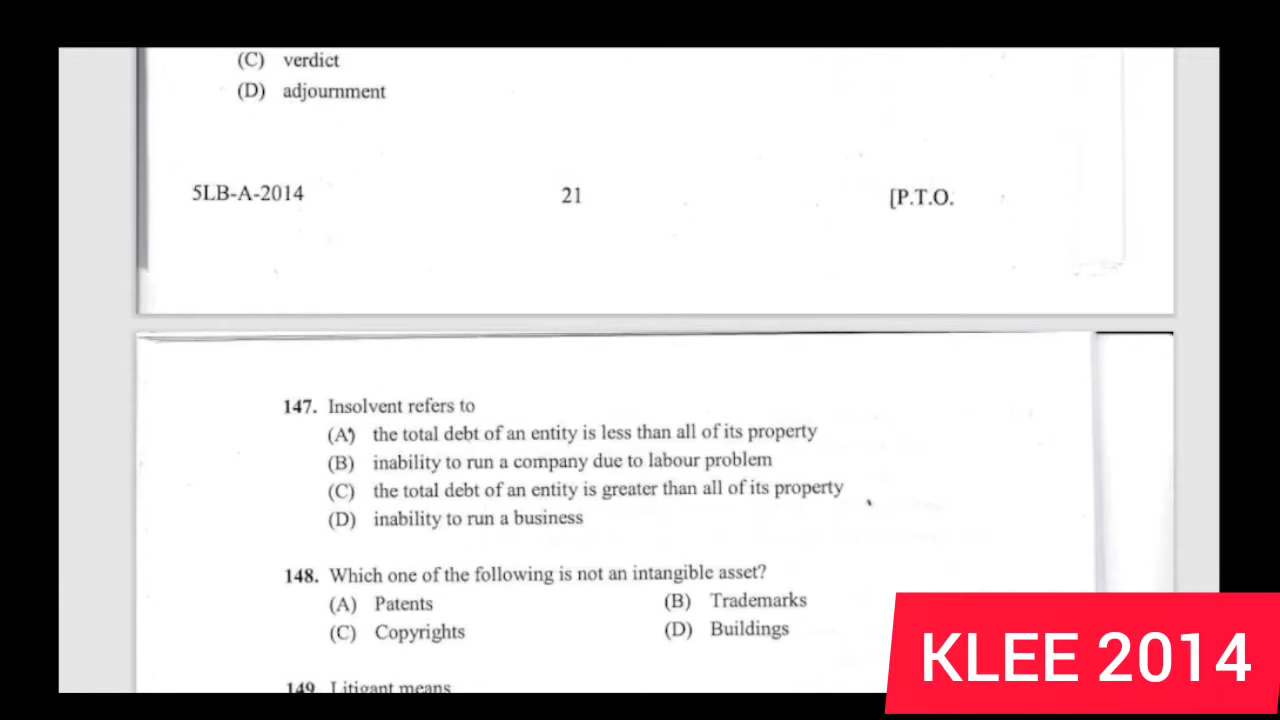 (C) verdict
(D) adjournment
5LB-A-2014 21 [P.T.O.
147. Insolvent refers to
(A) the total debt of an entity is less than all of its property
(B) inability to run a company due to labour problem
(C) the total debt of an entity is greater than all of its property
(D) inability to run a business
148. Which one of the following is not an intangible asset?
(A) Patents (B) Trademarks
(C) Copyrights (D) Buildings
149. Litigant means
KLEE 2014